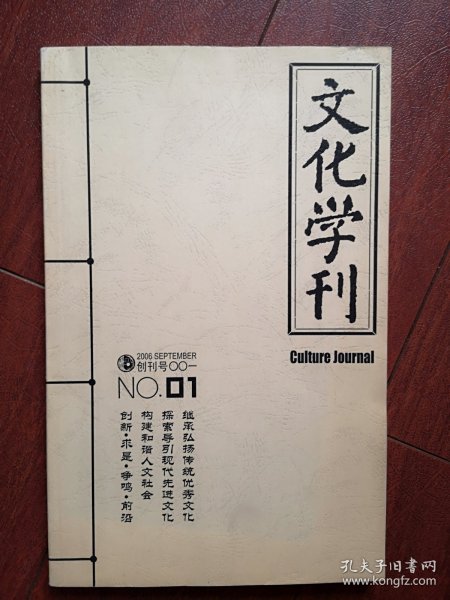 文化学刊
Culture Journal
2006 SEPTEMBER
创刊号〇〇一
NO.01
继承弘扬传统优秀文化
探索导引现代先进文化
构建和谐人文社会
创新·求是·争鸣·前沿
孔夫子旧书网
www.kongfz.com